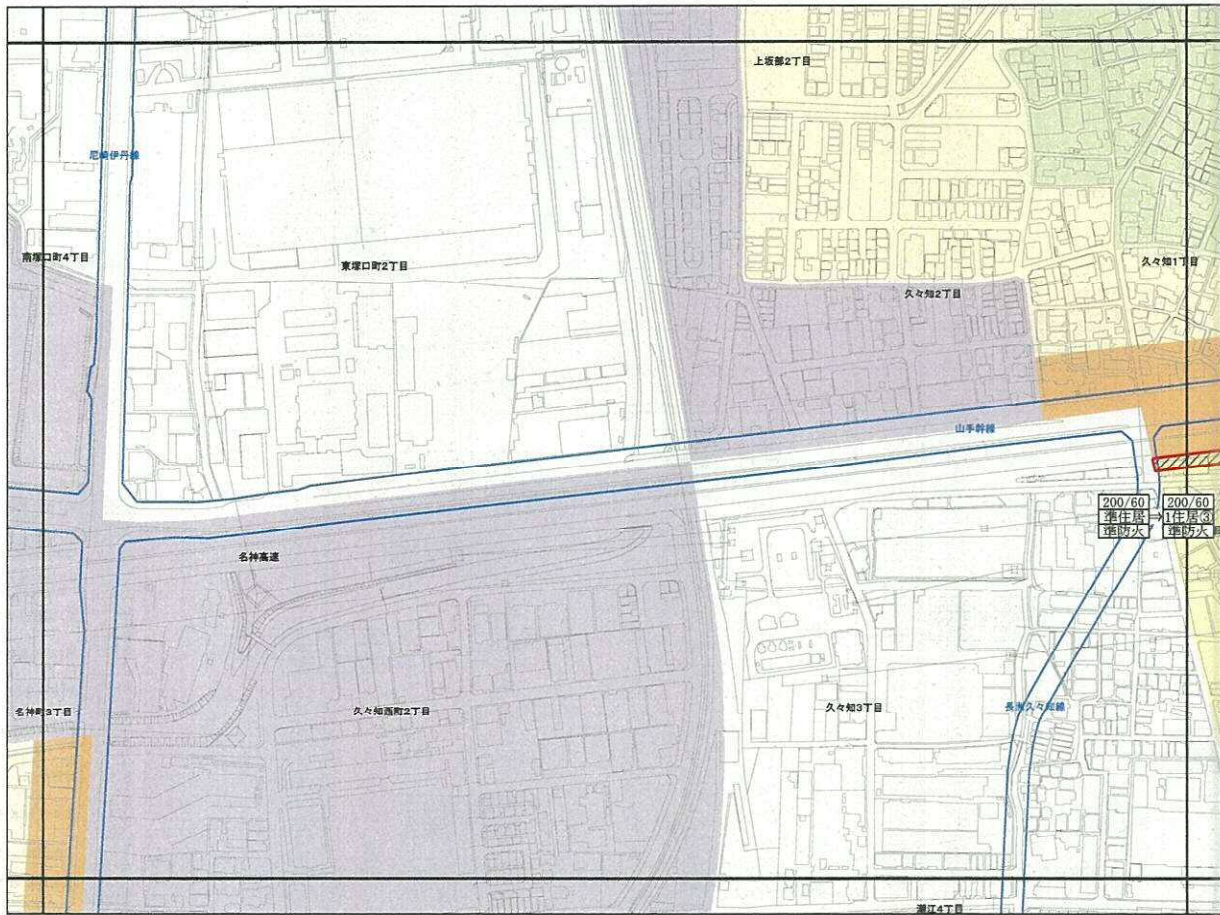 上坂部2丁目
尼崎伊丹線
南塚口町4丁目
東塚口町2丁目
久々知1丁目
久々知2丁目
山手幹線
200/60
準住居
準防火
⇒
200/60
1住居③
準防火
名神高速
名神町3丁目
久々知西町2丁目
久々知3丁目
長洲久々知線
潮江4丁目